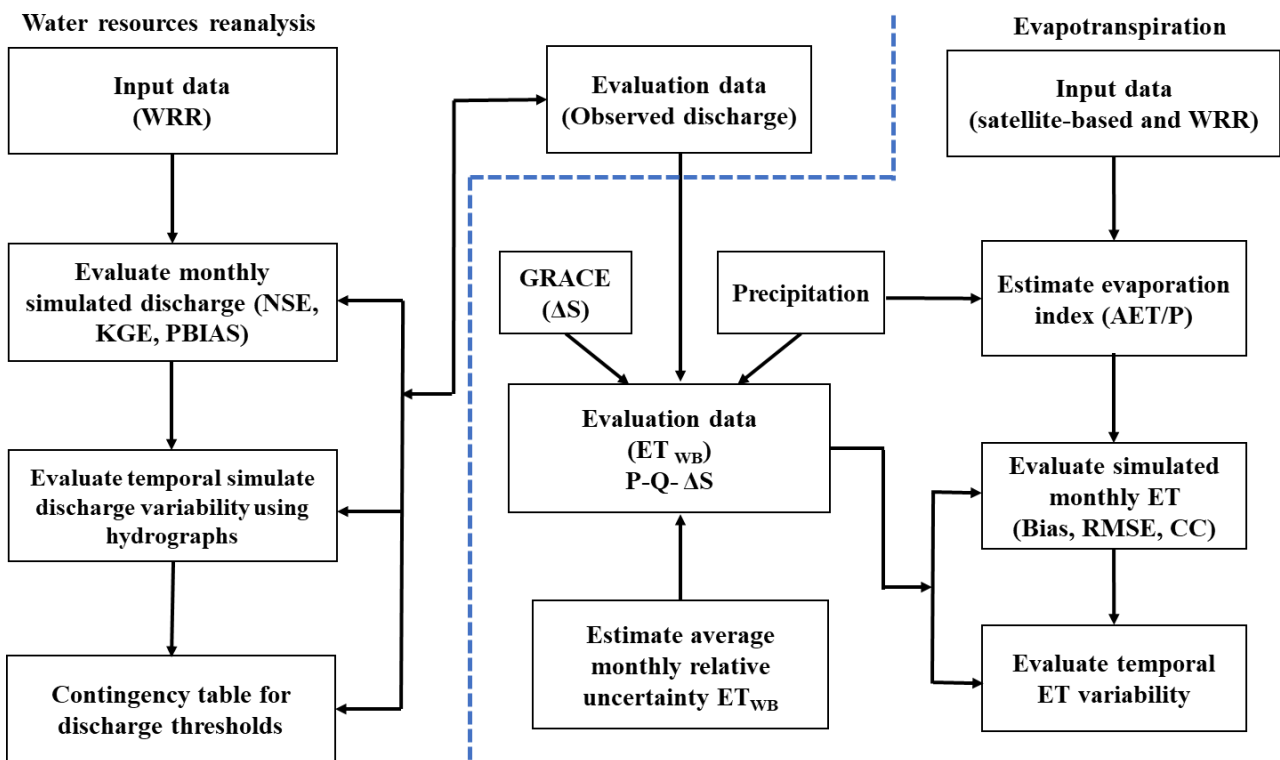 Water resources reanalysis
Input data
(WRR)
Evaluate monthly
simulated discharge (NSE,
KGE, PBIAS)
Evaluate temporal simulate
discharge variability using
hydrographs
Contingency table for
discharge thresholds
Evaluation data
(Observed discharge)
GRACE
(ΔS)
Precipitation
Evaluation data
(ET WB)
P-Q- ΔS
Estimate average
monthly relative
uncertainty ETWB
Evapotranspiration
Input data
(satellite-based and WRR)
Estimate evaporation
index (AET/P)
Evaluate simulated
monthly ET
(Bias, RMSE, CC)
Evaluate temporal
ET variability